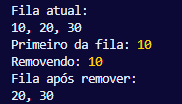 Fila atual:
10, 20, 30
Primeiro da fila: 10
Removendo: 10
Fila após remover:
20, 30